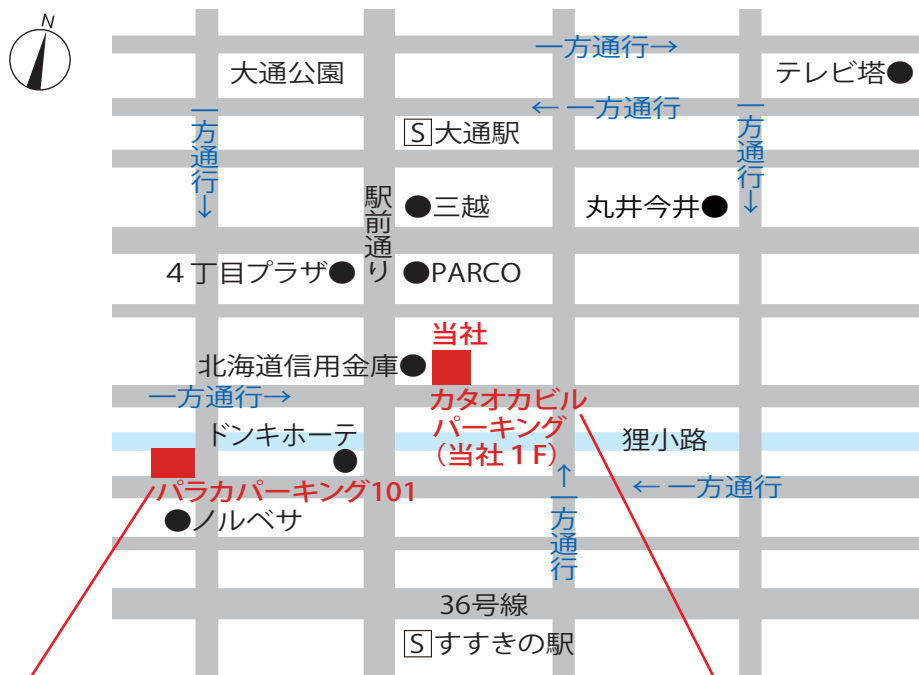 N
一方通行→
大通公園
テレビ塔
←一方通行
一方通行→
一方通行→
S大通駅
駅前通り
三越
丸井今井
4丁目プラザ
PARCO
当社
北海道信用金庫
一方通行→
カタオカビル
パーキング
（当社1F）
ドンキホーテ
狸小路
パラカパーキング101
←一方通行
←一方通行
ノルベサ
36号線
Sすすきの駅